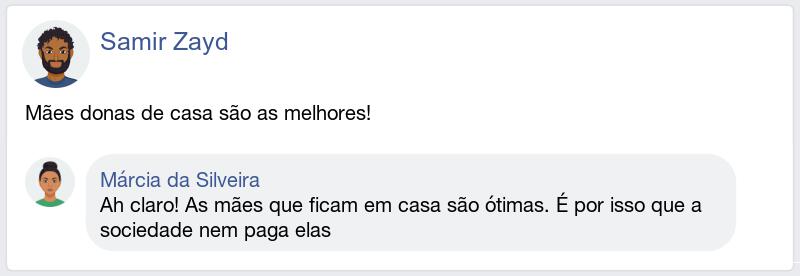 Samir Zayd
Mães donas de casa são as melhores!
Márcia da Silveira
Ah claro! As mães que ficam em casa são ótimas. É por isso que a
sociedade nem paga elas